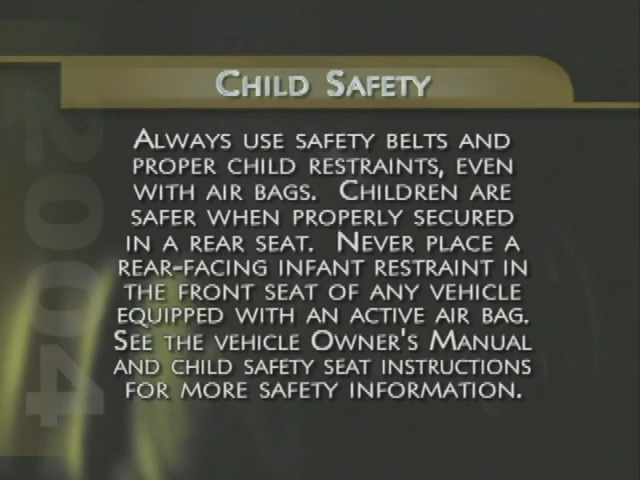 CHILD SAFETY
ALWAYS USE SAFETY BELTS AND
PROPER CHILD RESTRAINTS, EVEN
WITH AIR BAGS. CHILDREN ARE
SAFER WHEN PROPERLY SECURED
IN A REAR SEAT. NEVER PLACE A
REAR-FACING INFANT RESTRAINT IN
THE FRONT SEAT OF ANY VEHICLE
EQUIPPED WITH AN ACTIVE AIR BAG.
SEE THE VEHICLE OWNER'S MANUAL
AND CHILD SAFETY SEAT INSTRUCTIONS
FOR MORE SAFETY INFORMATION.
2004